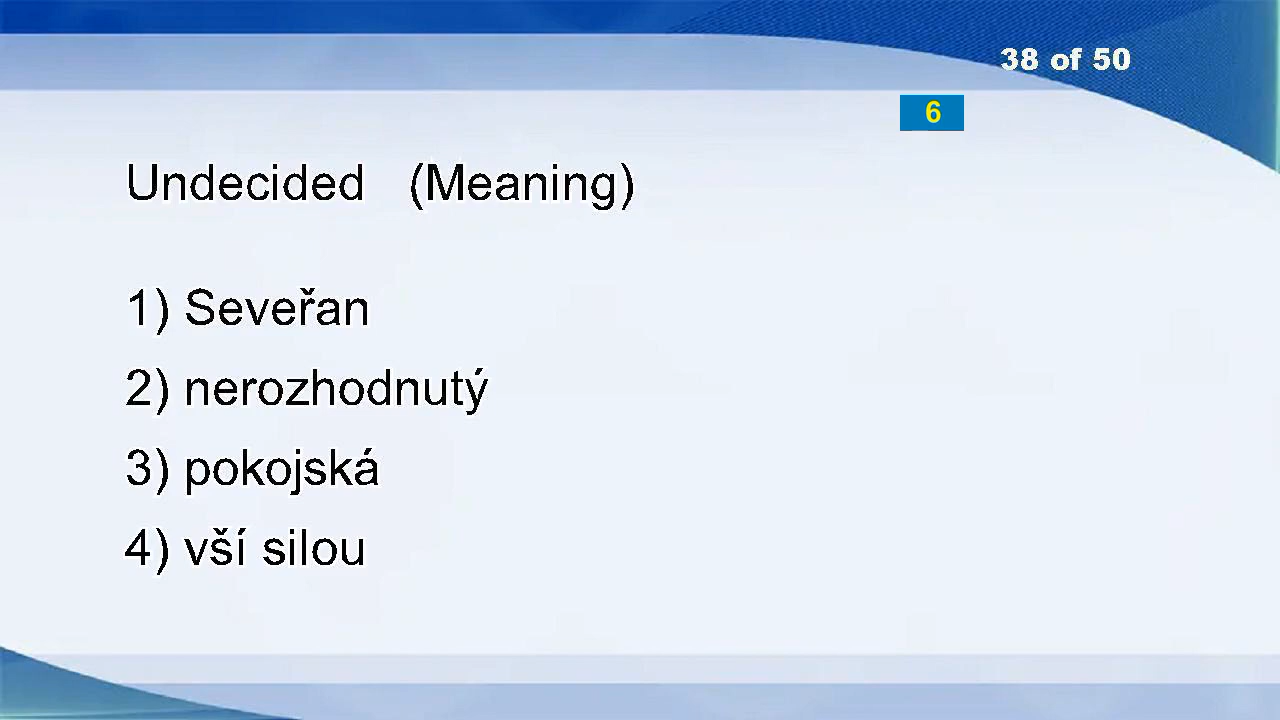 38 of 50
6
Undecided (Meaning)
1) Seveřan
2) nerozhodnutý
3) pokojská
4) vší silou